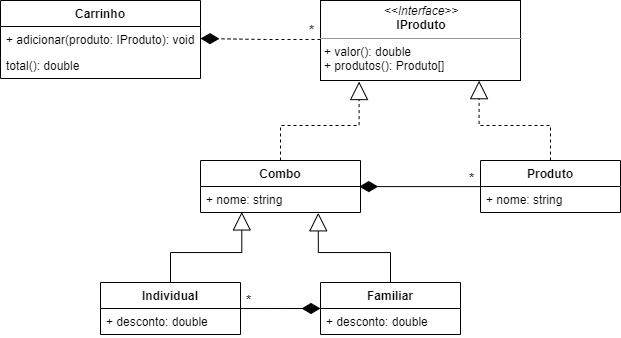 Carrinho
+ adicionar(produto: IProduto): void
total(): double
*
<<Interface>>
IProduto
+ valor(): double
+ produtos(): Produto[]
Combo
+ nome: string
*
Produto
+ nome: string
Individual
+ desconto: double
*
Familiar
+ desconto: double